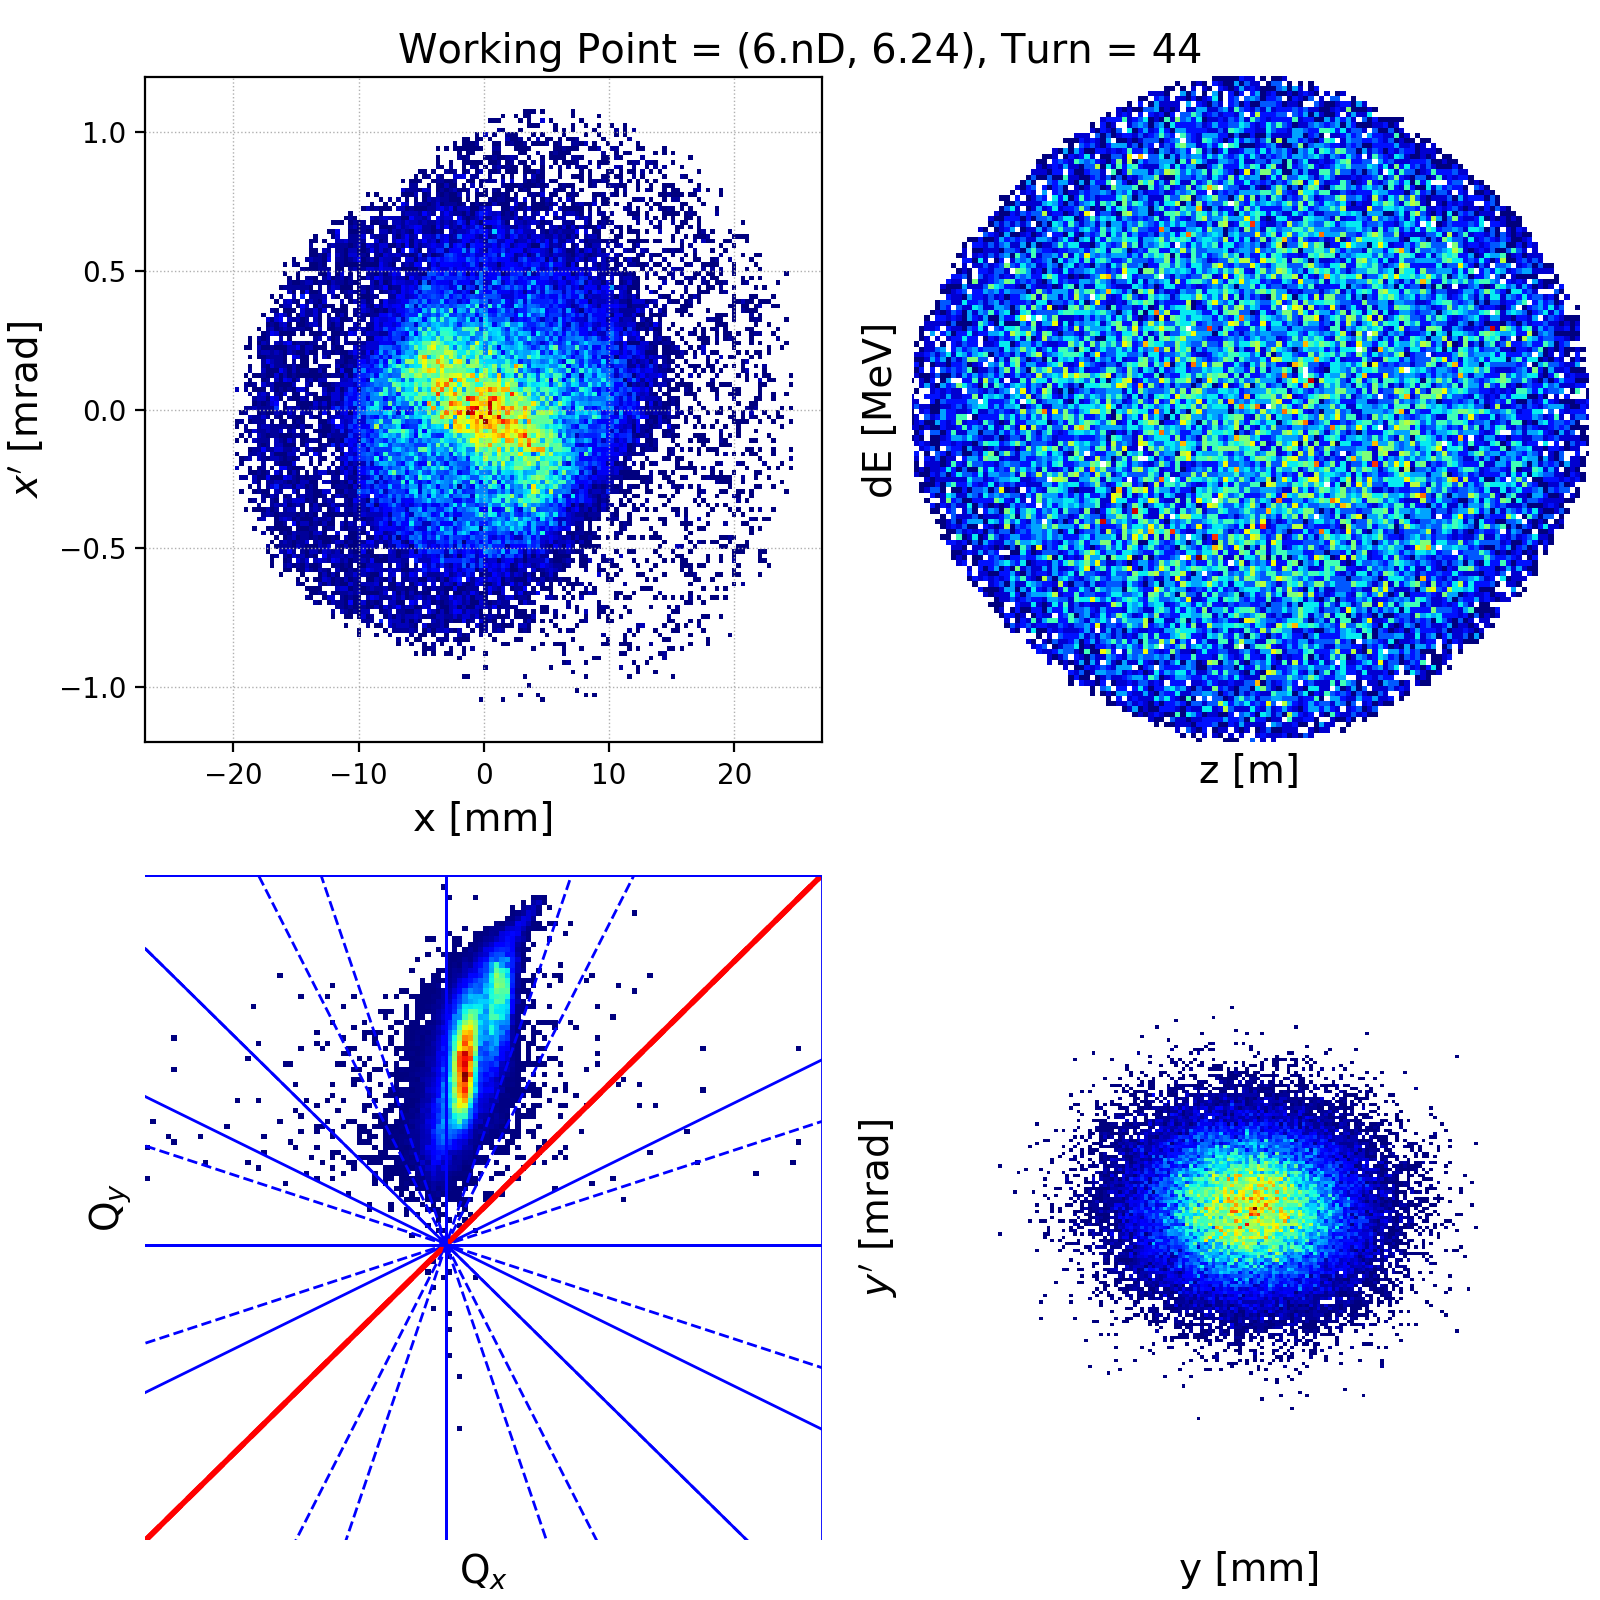 Working Point = (6.nD, 6.24), Turn = 44
1.0
0.5
0.0
−0.5
−1.0
x′ [mrad]
−20 −10 0 10 20
x [mm]
dE [MeV]
z [m]
Qy
Qx
y′ [mrad]
y [mm]